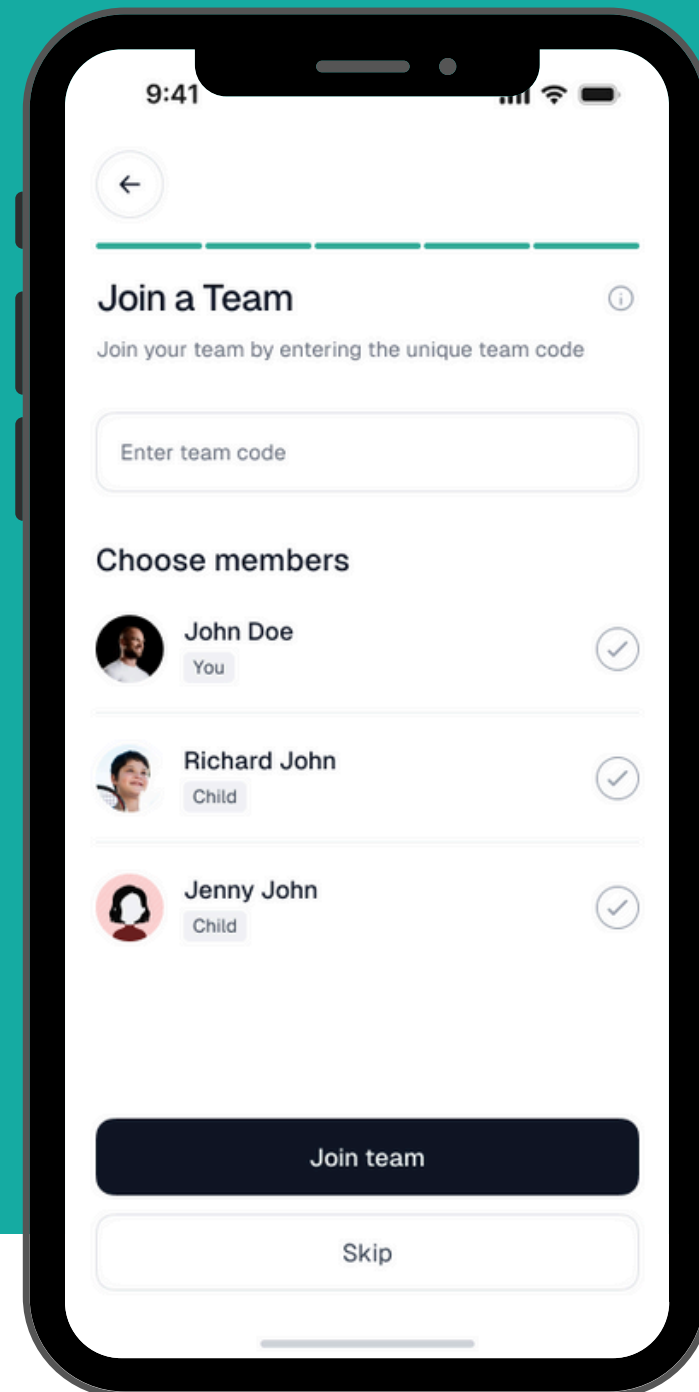 9:41
Join a Team
Join your team by entering the unique team code
Enter team code
Choose members
John Doe
You
Richard John
Child
Jenny John
Child
Join team
Skip